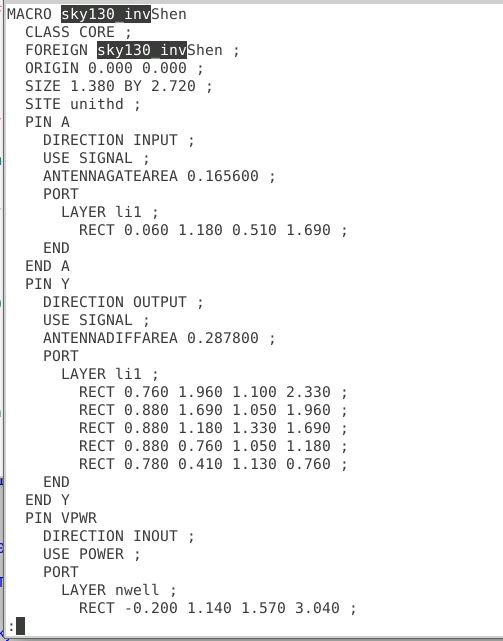 MACRO sky130_invShen
CLASS CORE ;
FOREIGN sky130_invShen ;
ORIGIN 0.000 0.000 ;
SIZE 1.380 BY 2.720 ;
SITE unithd ;
PIN A
DIRECTION INPUT ;
USE SIGNAL ;
ANTENNAGATEAREA 0.165600 ;
PORT
LAYER li1 ;
RECT 0.060 1.180 0.510 1.690 ;
END
END A
PIN Y
DIRECTION OUTPUT ;
USE SIGNAL ;
ANTENNADIFFAREA 0.287800 ;
PORT
LAYER li1 ;
RECT 0.760 1.960 1.100 2.330 ;
RECT 0.880 1.690 1.050 1.960 ;
RECT 0.880 1.180 1.330 1.690 ;
RECT 0.880 0.760 1.050 1.180 ;
RECT 0.780 0.410 1.130 0.760 ;
END
END Y
PIN VPWR
DIRECTION INOUT ;
USE POWER ;
PORT
LAYER nwell ;
RECT -0.200 1.140 1.570 3.040 ;
: